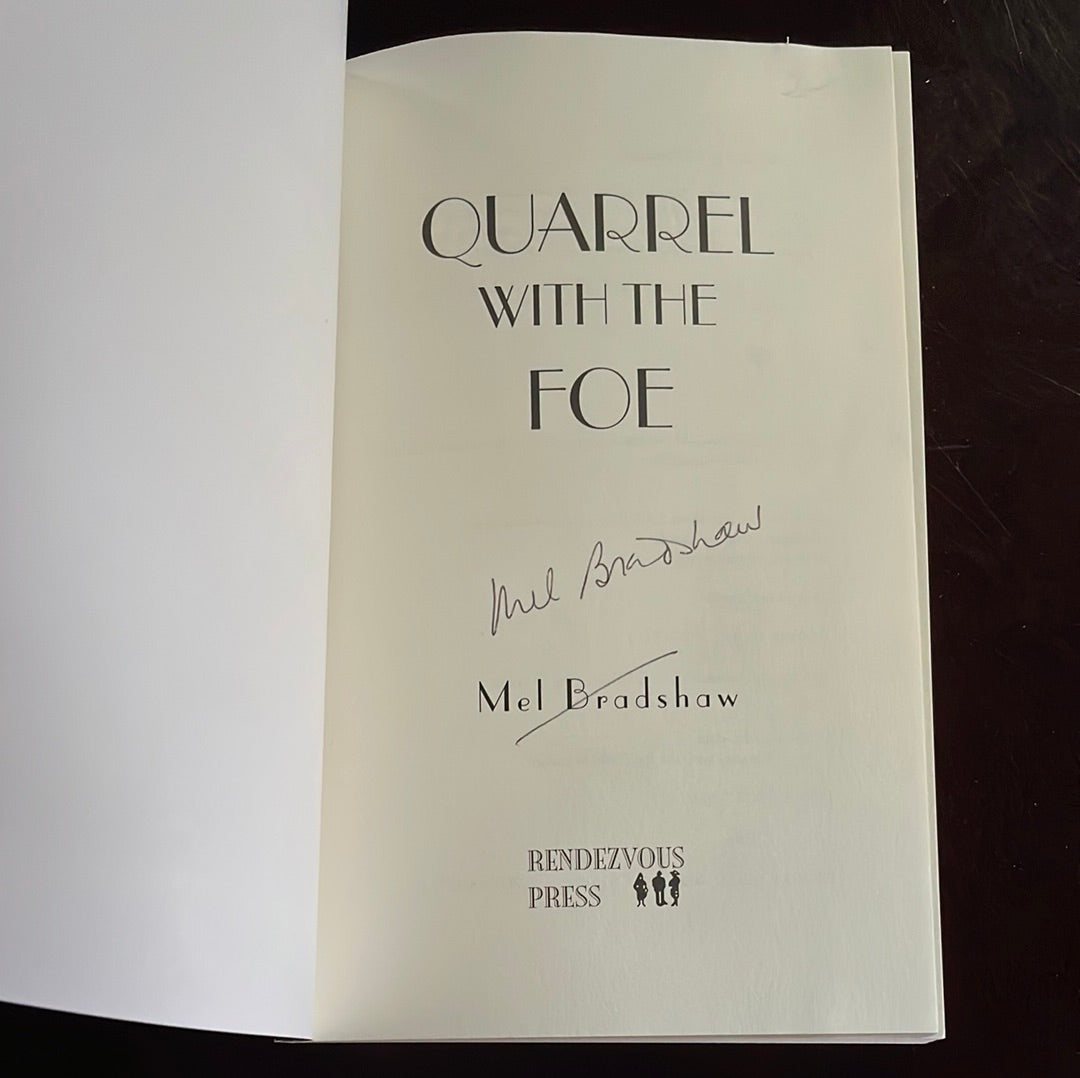 QUARREL
WITH THE
FOE
Mel Bradshaw
Mel Bradshaw
RENDEZVOUS
PRESS